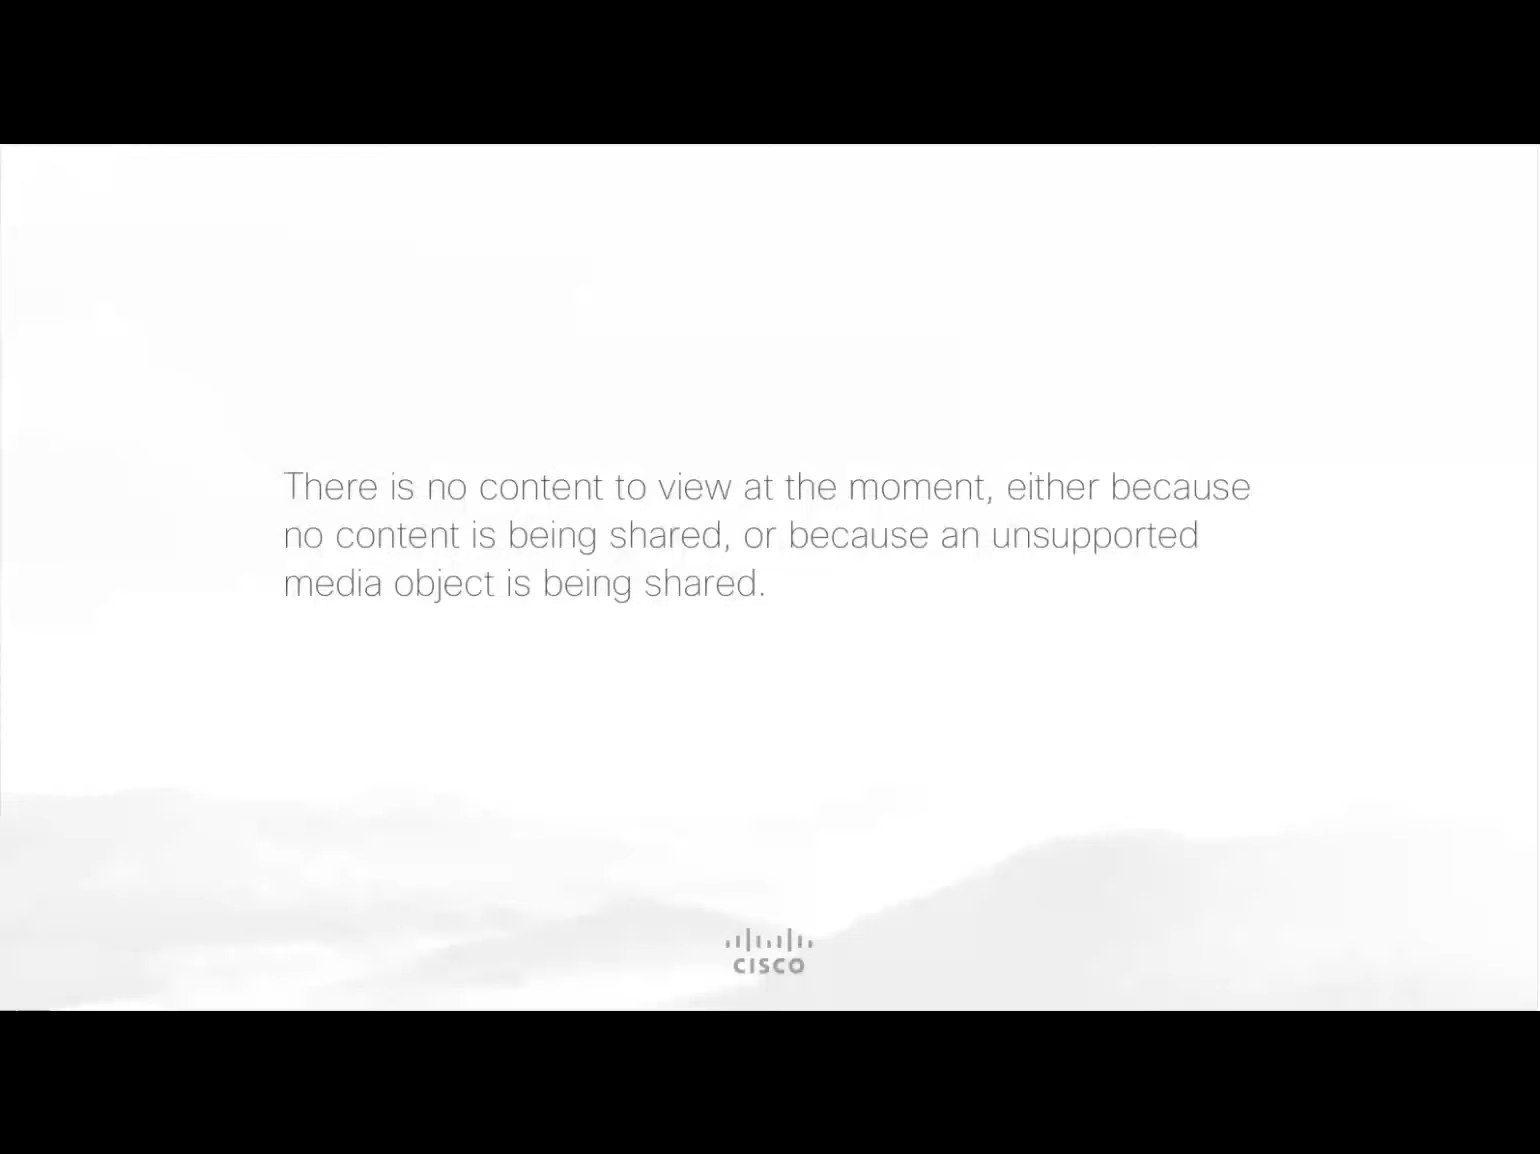 There is no content to view at the moment, either because
no content is being shared, or because an unsupported
media object is being shared.
CISCO